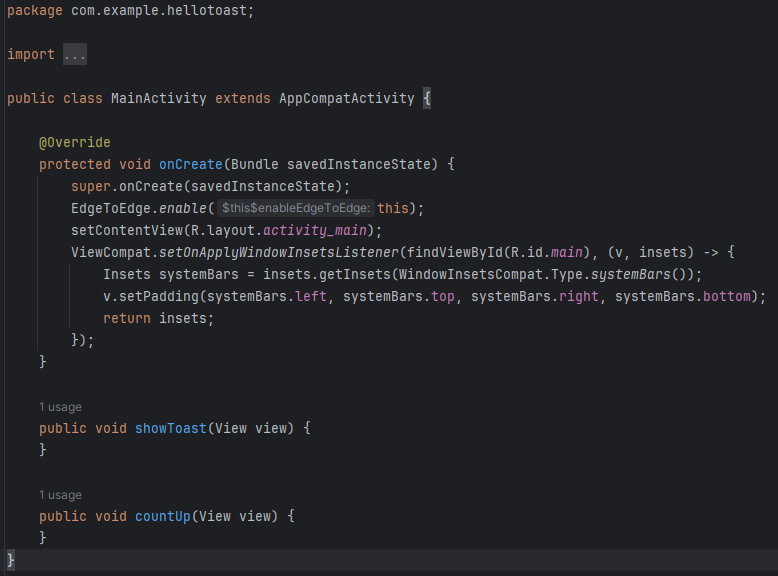 package com.example.hellotoast;
import ...
public class MainActivity extends AppCompatActivity {
@Override
protected void onCreate(Bundle savedInstanceState) {
super.onCreate(savedInstanceState);
EdgeToEdge.enable( $this$enableEdgeToEdge: this);
setContentView(R.layout.activity_main);
ViewCompat.setOnApplyWindowInsetsListener(findViewById(R.id.main), (v, insets) -> {
Insets systemBars = insets.getInsets(WindowInsetsCompat.Type.systemBars());
v.setPadding(systemBars.left, systemBars.top, systemBars.right, systemBars.bottom);
return insets;
});
}
1 usage
public void showToast(View view) {
}
1 usage
public void countUp(View view) {
}
}